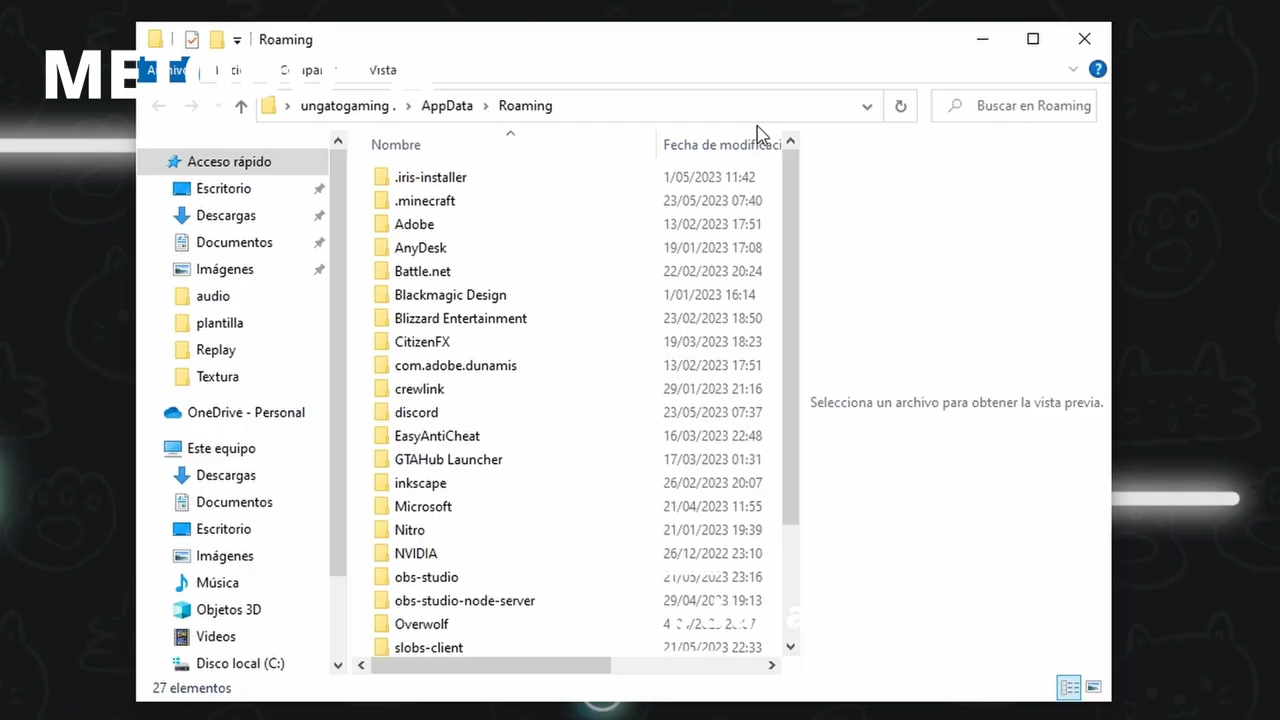 Roaming
Vista
ungatogaming . AppData Roaming
Buscar en Roaming
Nombre
Fecha de modificaci
Acceso rápido
Escritorio
Descargas
Documentos
Imágenes
audio
plantilla
Replay
Textura
OneDrive - Personal
Este equipo
Descargas
Documentos
Escritorio
Imágenes
Música
Objetos 3D
Videos
Disco local (C:)
.iris-installer 1/05/2023 11:42
.minecraft 23/05/2023 07:40
Adobe 13/02/2023 17:51
AnyDesk 19/01/2023 17:08
Battle.net 22/02/2023 20:24
Blackmagic Design 1/01/2023 16:14
Blizzard Entertainment 23/02/2023 18:50
CitizenFX 19/03/2023 18:23
com.adobe.dunamis 13/02/2023 17:51
crewlink 29/01/2023 21:16
discord 23/05/2023 07:37
EasyAntiCheat 16/03/2023 22:48
GTAHub Launcher 17/03/2023 01:31
inkscape 26/02/2023 20:07
Microsoft 21/04/2023 11:55
Nitro 21/01/2023 19:39
NVIDIA 26/12/2022 23:10
obs-studio 21/05/2023 23:16
obs-studio-node-server 29/04/2023 19:13
Overwolf
slobs-client 21/05/2023 22:33
Selecciona un archivo para obtener la vista previa.
27 elementos